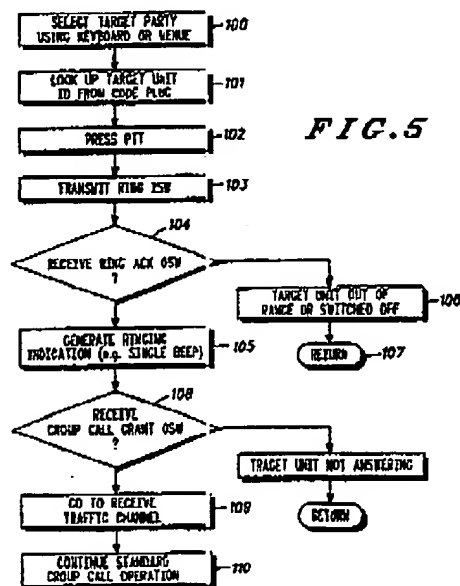 SELECT TARGET PARTY
USING KEYBOARD OR VENUE
100
LOOK UP TARGET UNIT
ID FROM CODE PLUG
101
FIG.5
PRESS PTT
102
TRANSMIT RING ISW
103
104
RECEIVE RING ACK OSW
?
TARGET UNIT OUT OF
RANGE OR SWITCHED OFF
106
GENERATE RINGING
INDICATION (e.g. SINGLE BEEP)
105
RETURN
107
108
RECEIVE
GROUP CALL GRANT OSW
?
TRAGET UNIT NOT ANSWERING
GO TO RECEIVE
TRAFFIC CHANNEL
109
RETURN
CONTINUE STANDARD
GROUP CALL OPERATION
110